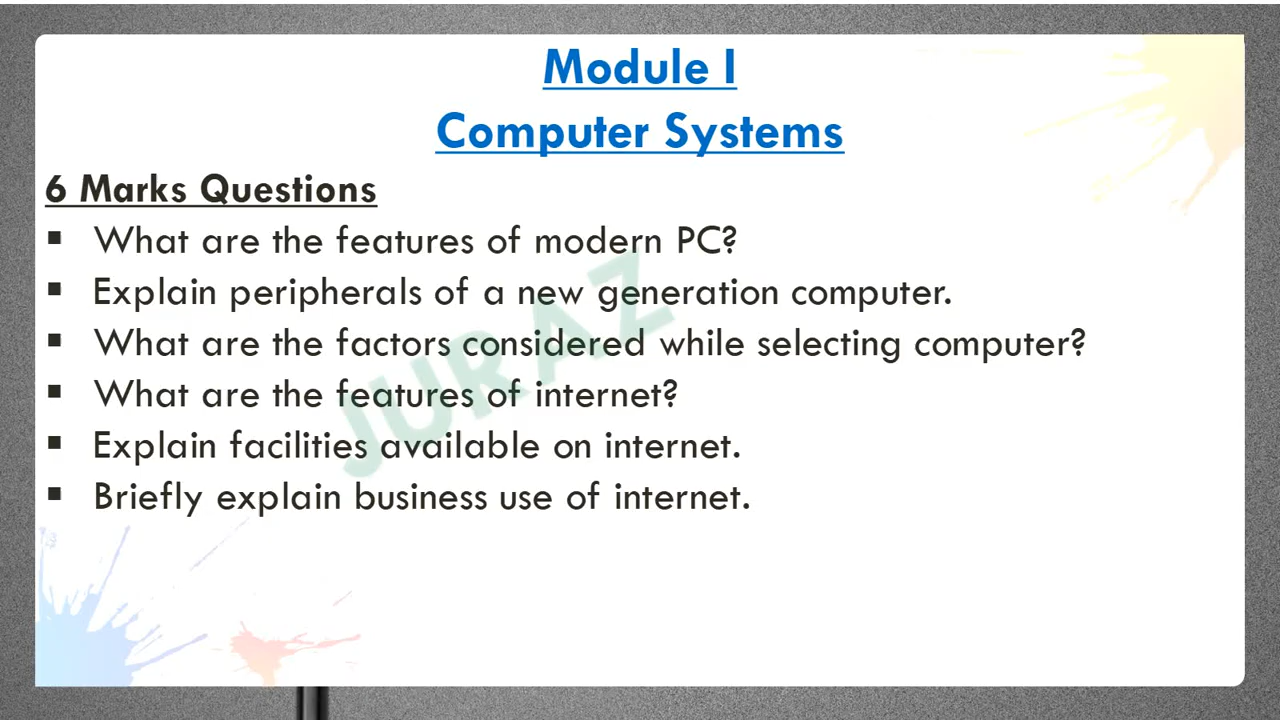 Module I
Computer Systems
6 Marks Questions
▪ What are the features of modern PC?
▪ Explain peripherals of a new generation computer.
▪ What are the factors considered while selecting computer?
▪ What are the features of internet?
▪ Explain facilities available on internet.
▪ Briefly explain business use of internet.
JURAZ